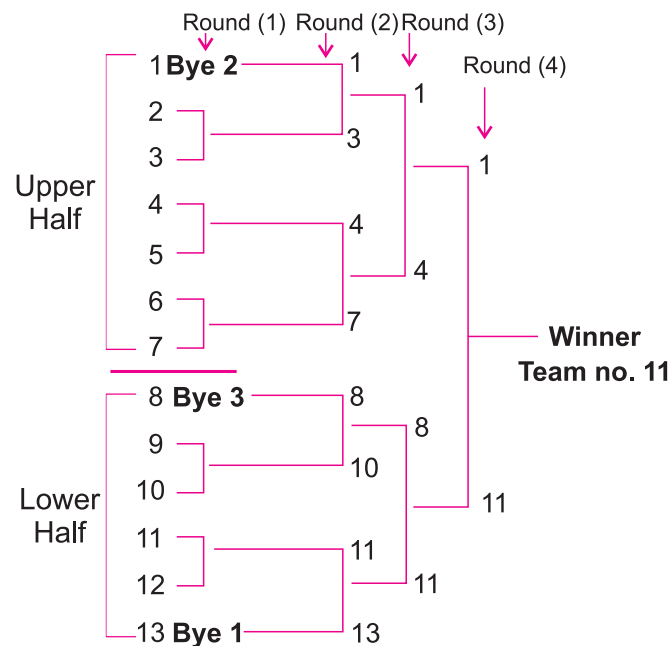 Round (1) Round (2) Round (3)
Round (4)
1 Bye 2 1
1
2
3
3
1
Upper
Half
4
4
5
4
6
7
7
Winner
Team no. 11
8 Bye 3 8
8
9
10
10
Lower
Half
11
11
11
12
11
13 Bye 1 13